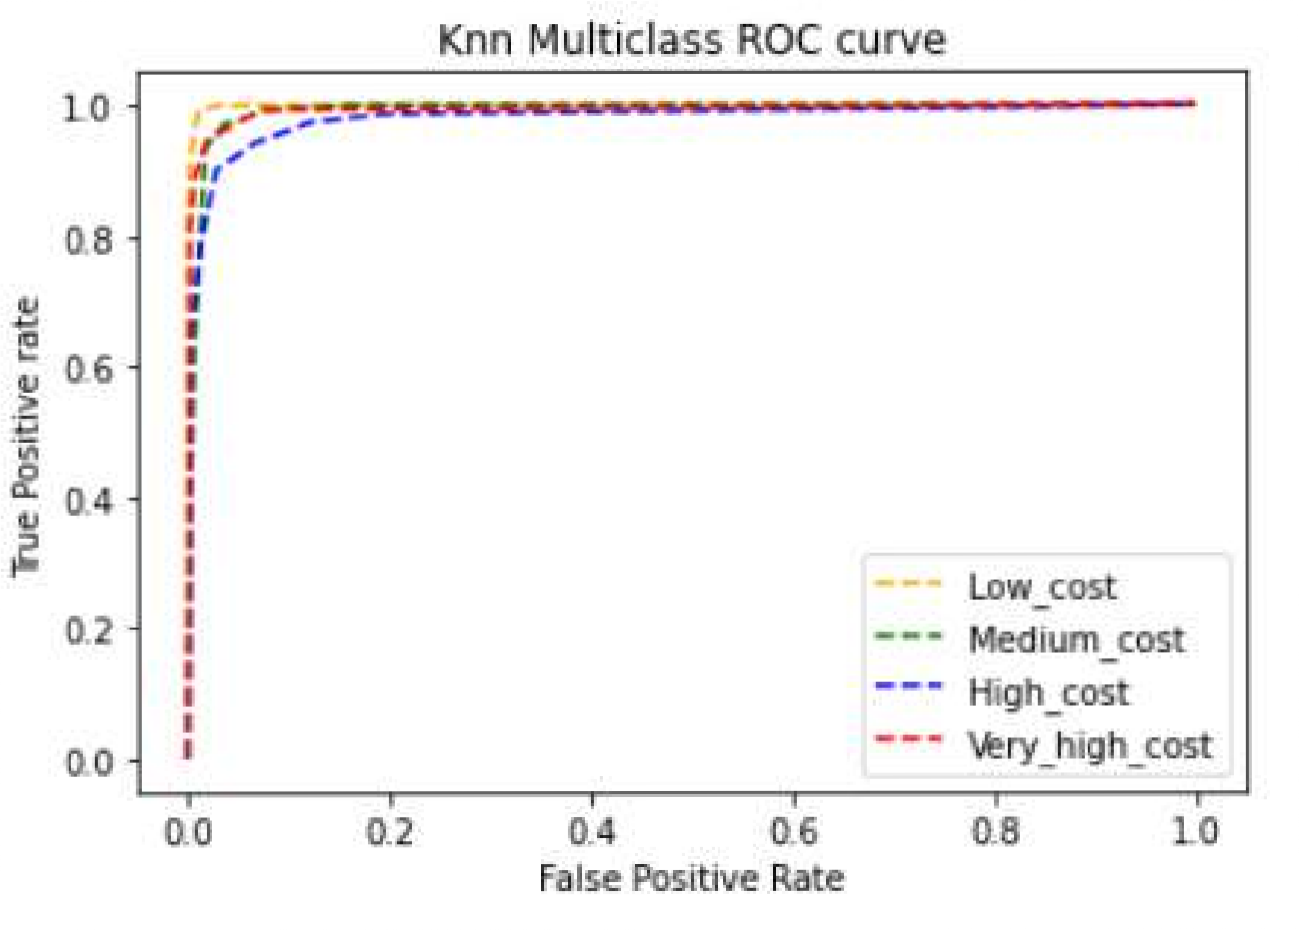 Knn Multiclass ROC curve
1.0
0.8
0.6
0.4
0.2
0.0
True Positive rate
Low_cost
Medium_cost
High_cost
Very_high_cost
0.0 0.2 0.4 0.6 0.8 1.0
False Positive Rate